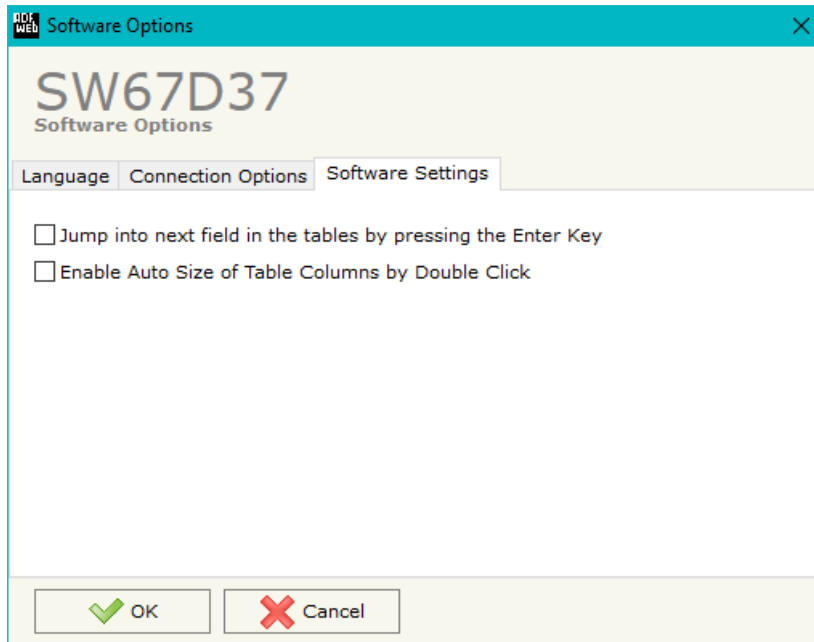 ADF
WEB
Software Options
SW67D37
Software Options
Language
Connection Options
Software Settings
Jump into next field in the tables by pressing the Enter Key
Enable Auto Size of Table Columns by Double Click
OK
Cancel